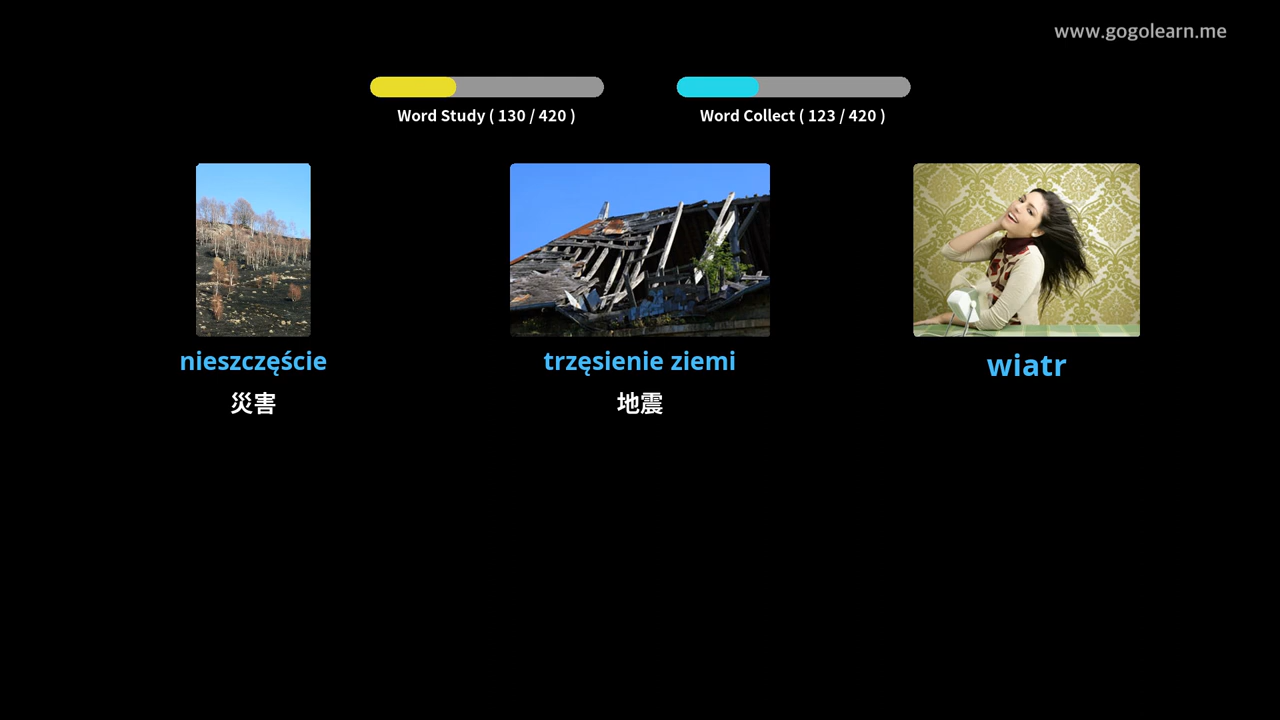 www.gogolearn.me
Word Study ( 130 / 420 )
Word Collect ( 123 / 420 )
nieszczęście
trzęsienie ziemi
wiatr
災害
地震